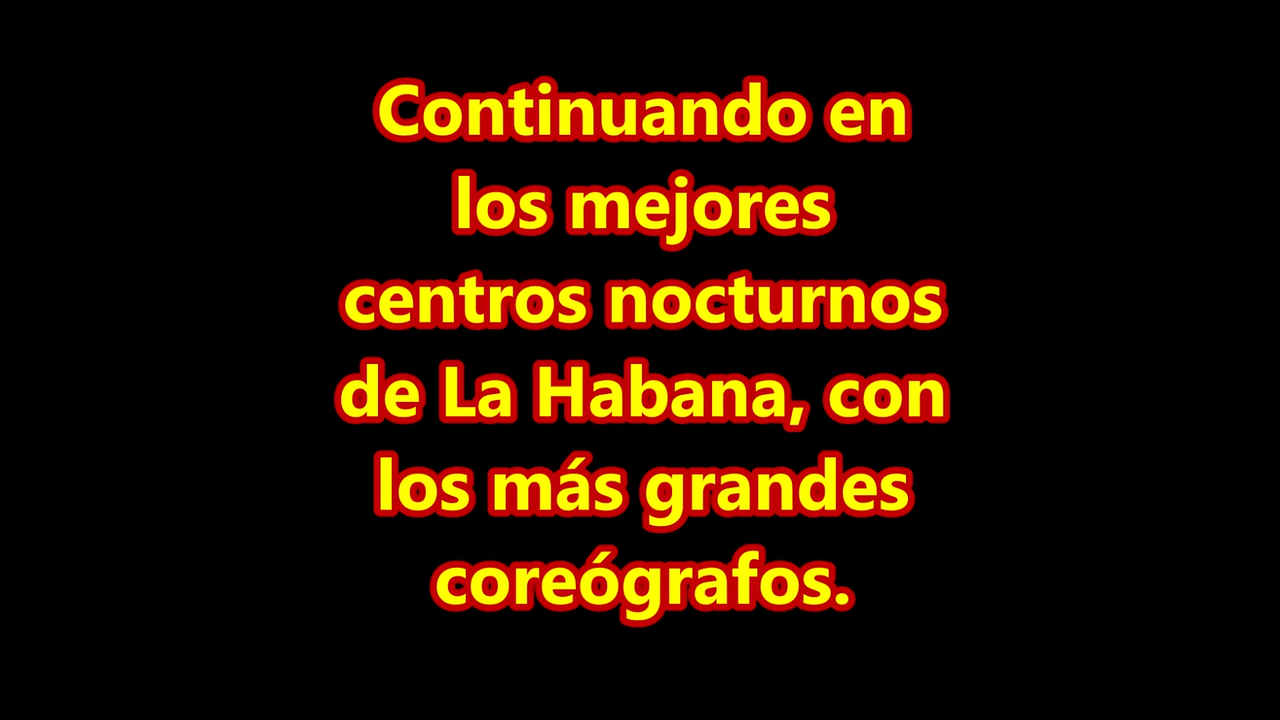 Continuando en
los mejores
centros nocturnos
de La Habana, con
los más grandes
coreógrafos.